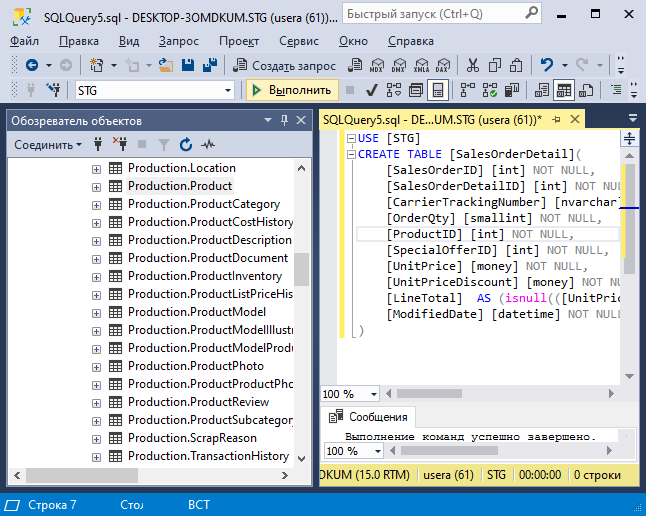 SQLQuery5.sql - DESKTOP-3OMDKUM.STG (usera (61))...
Быстрый запуск (Ctrl+Q)
Файл Правка Вид Запрос Проект Сервис Окно Справка
Создать запрос
MDX DMX XMLA DAX
STG
Выполнить
Обозреватель объектов
Соединить
Production.Location
Production.Product
Production.ProductCategory
Production.ProductCostHistory
Production.ProductDescription
Production.ProductDocument
Production.ProductInventory
Production.ProductListPriceHis
Production.ProductModel
Production.ProductModelIllustr
Production.ProductModelProdu
Production.ProductPhoto
Production.ProductProductPho
Production.ProductReview
Production.ProductSubcategory
Production.ScrapReason
Production.TransactionHistory
SQLQuery5.sql - DE...UM.STG (usera (61))*
USE [STG]
CREATE TABLE [SalesOrderDetail](
[SalesOrderID] [int] NOT NULL,
[SalesOrderDetailID] [int] NOT
[CarrierTrackingNumber] [nvarchar]
[OrderQty] [smallint] NOT NULL,
[ProductID] [int] NOT NULL,
[SpecialOfferID] [int] NOT NULL,
[UnitPrice] [money] NOT NULL,
[UnitPriceDiscount] [money] NOT
[LineTotal] AS (isnull(([UnitPric
[ModifiedDate] [datetime] NOT NUL
)
100 %
Сообщения
Выполнение команд успешно завершено.
100 %
DKUM (15.0 RTM) usera (61) STG 00:00:00 0 строки
Строка 7 Стол ВСТ